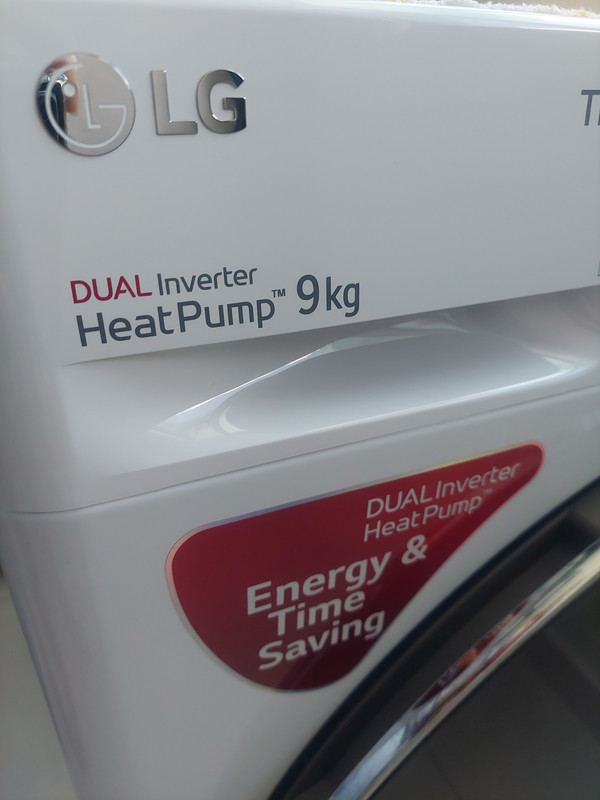 LG
DUAL Inverter
HeatPump™ 9kg
DUAL Inverter
HeatPump™
Energy &
Time
Saving